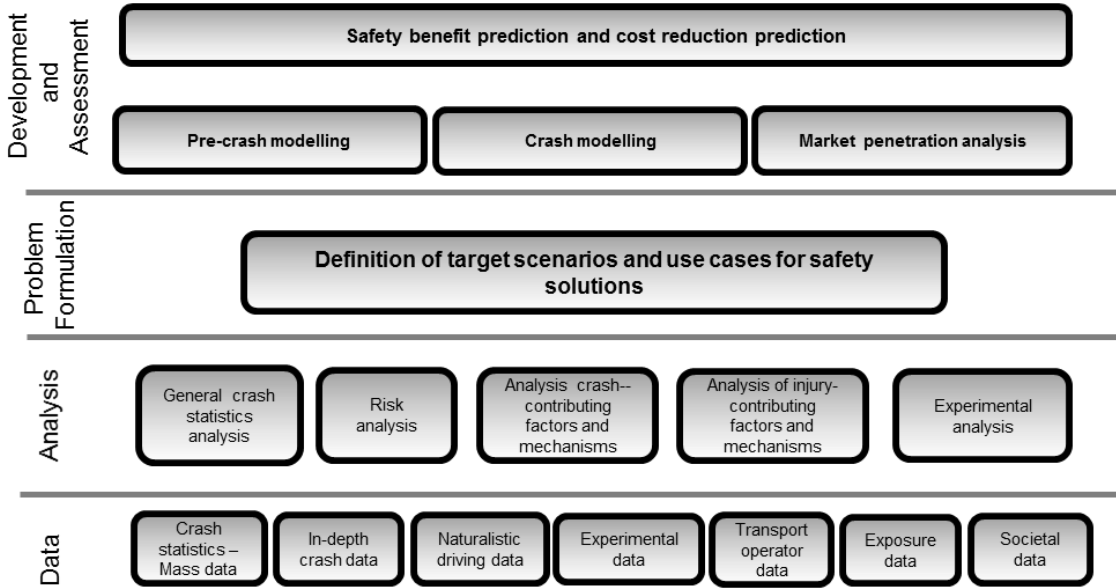 Development
and
Assessment
Safety benefit prediction and cost reduction prediction
Pre-crash modelling
Crash modelling
Market penetration analysis
Problem
Formulation
Definition of target scenarios and use cases for safety
solutions
Analysis
General crash
statistics
analysis
Risk
analysis
Analysis crash--
contributing
factors and
mechanisms
Analysis of injury-
contributing
factors and
mechanisms
Experimental
analysis
Data
Crash
statistics –
Mass data
In-depth
crash data
Naturalistic
driving data
Experimental
data
Transport
operator
data
Exposure
data
Societal
data